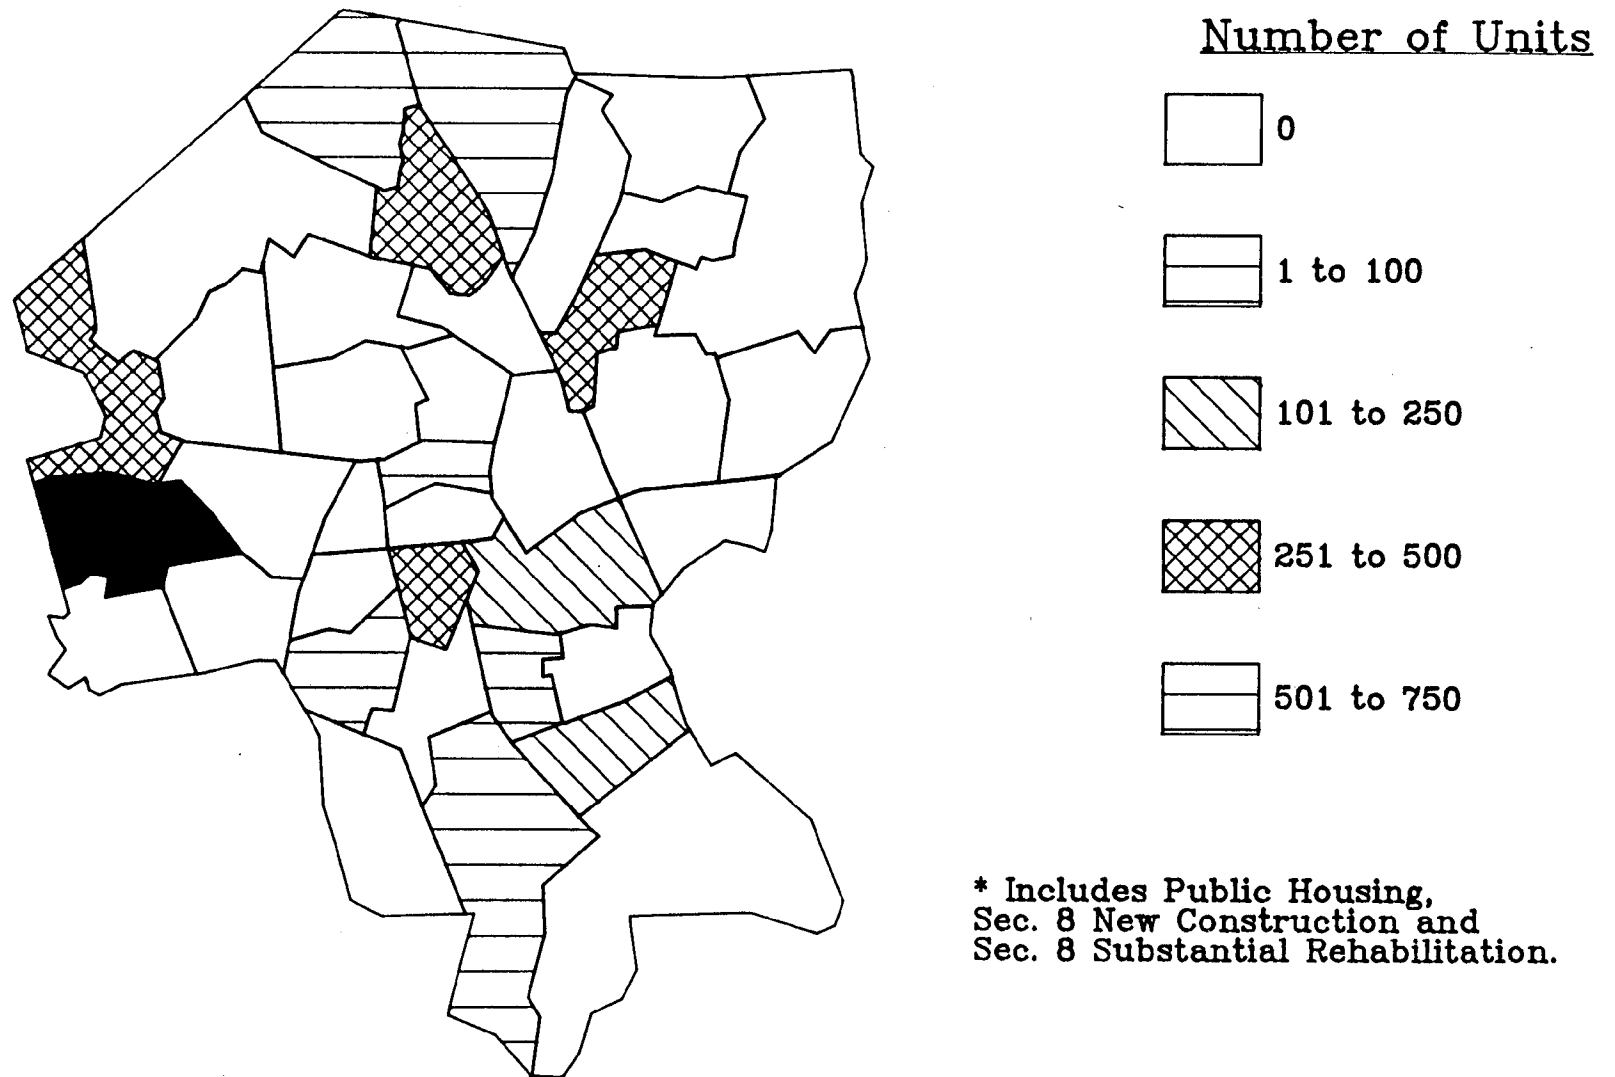 Number of Units
0
1 to 100
101 to 250
251 to 500
501 to 750
* Includes Public Housing,
Sec. 8 New Construction and
Sec. 8 Substantial Rehabilitation.